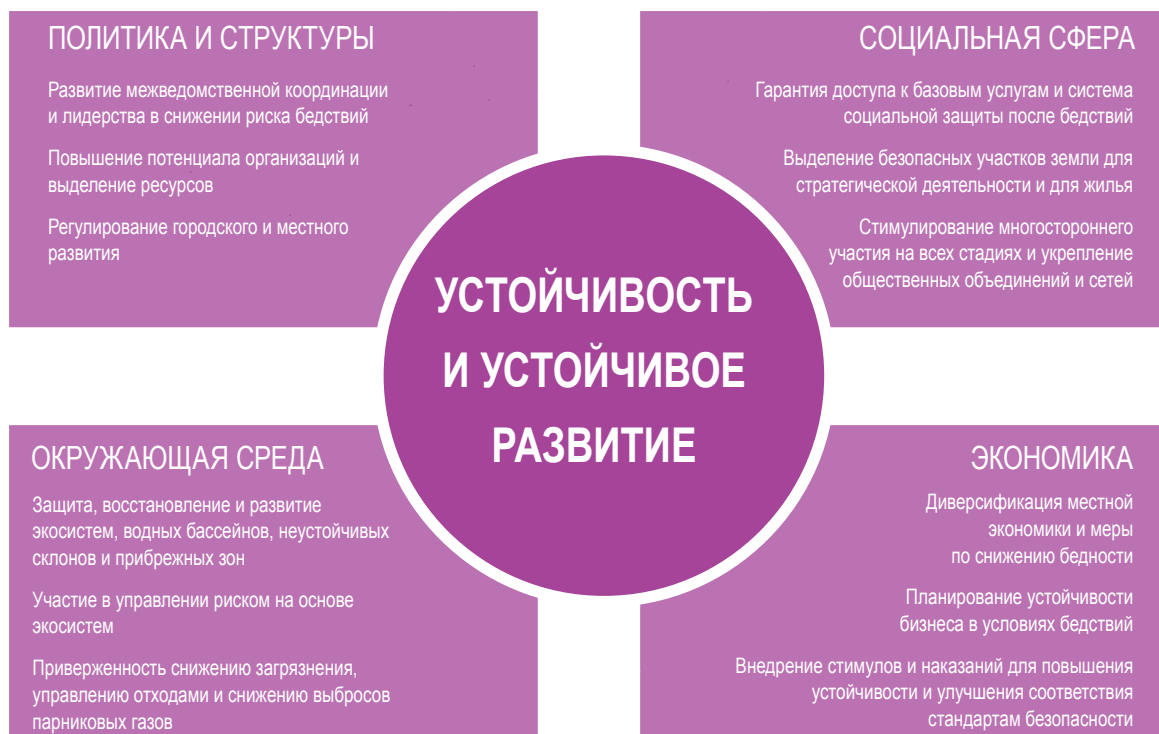 ПОЛИТИКА И СТРУКТУРЫ
Развитие межведомственной координации
и лидерства в снижении риска бедствий
Повышение потенциала организаций и
выделение ресурсов
Регулирование городского и местного
развития
СОЦИАЛЬНАЯ СФЕРА
Гарантия доступа к базовым услугам и система
социальной защиты после бедствий
Выделение безопасных участков земли для
стратегической деятельности и для жилья
Стимулирование многостороннего
участия на всех стадиях и укрепление
общественных объединений и сетей
УСТОЙЧИВОСТЬ
И УСТОЙЧИВОЕ
РАЗВИТИЕ
ОКРУЖАЮЩАЯ СРЕДА
Защита, восстановление и развитие
экосистем, водных бассейнов, неустойчивых
склонов и прибрежных зон
Участие в управлении риском на основе
экосистем
Приверженность снижению загрязнения,
управлению отходами и снижению выбросов
парниковых газов
ЭКОНОМИКА
Диверсификация местной
экономики и меры
по снижению бедности
Планирование устойчивости
бизнеса в условиях бедствий
Внедрение стимулов и наказаний для повышения
устойчивости и улучшения соответствия
стандартам безопасности